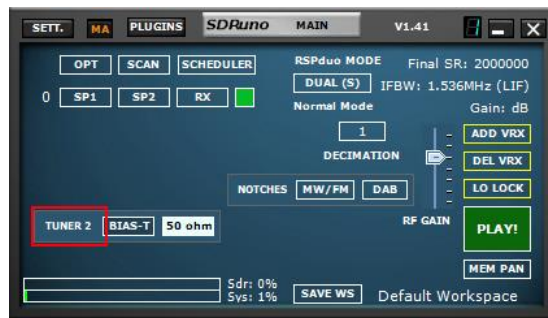 SETT. MA PLUGINS SDRuno MAIN V1.41 1
OPT SCAN SCHEDULER RSPduo MODE Final SR: 2000000
DUAL (S) IFBW: 1.536MHz (LIF)
0 SP1 SP2 RX Normal Mode Gain: dB
1 ADD VRX
DECIMATION DEL VRX
NOTCHES MW/FM DAB LO LOCK
TUNER 2 BIAS-T 50 ohm RF GAIN PLAY!
MEM PAN
Sdr: 0%
Sys: 1% SAVE WS Default Workspace